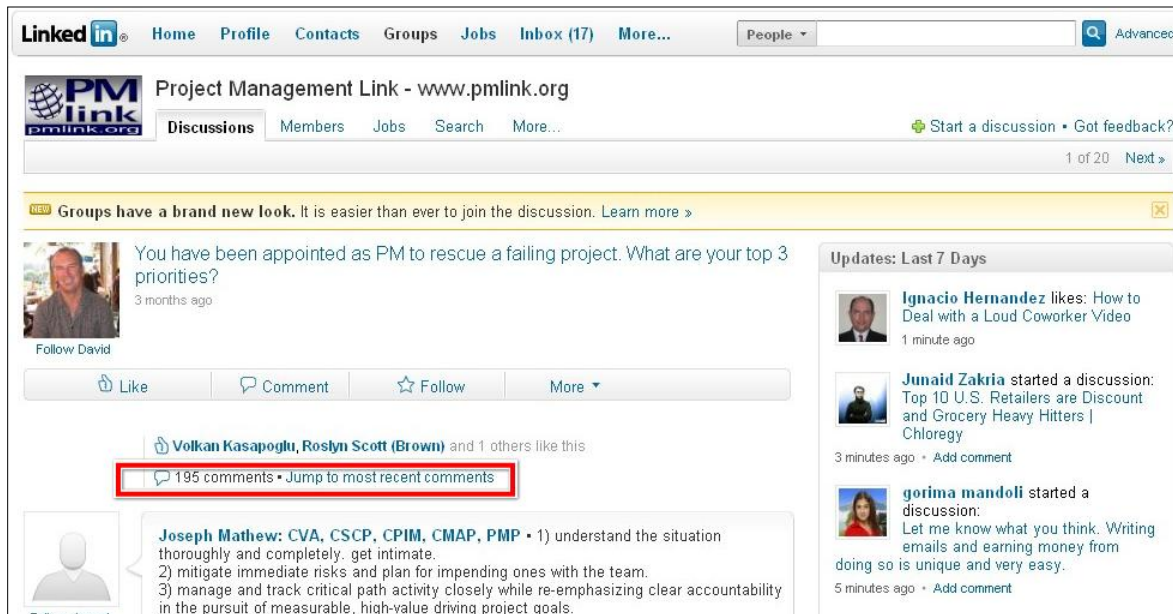 Linked in ® Home Profile Contacts Groups Jobs Inbox (17) More... People Advanced
PM link pmlink.org
Project Management Link - www.pmlink.org
Discussions Members Jobs Search More... Start a discussion • Got feedback?
1 of 20 Next »
NEW Groups have a brand new look. It is easier than ever to join the discussion. Learn more »
You have been appointed as PM to rescue a failing project. What are your top 3
priorities?
3 months ago
Follow David
Like Comment Follow More
Volkan Kasapoglu, Roslyn Scott (Brown) and 1 others like this
195 comments • Jump to most recent comments
Joseph Mathew: CVA, CSCP, CPIM, CMAP, PMP • 1) understand the situation
thoroughly and completely. get intimate.
2) mitigate immediate risks and plan for impending ones with the team.
3) manage and track critical path activity closely while re-emphasizing clear accountability
in the pursuit of measurable, high-value driving project goals.
Updates: Last 7 Days
Ignacio Hernandez likes: How to
Deal with a Loud Coworker Video
1 minute ago
Junaid Zakria started a discussion:
Top 10 U.S. Retailers are Discount
and Grocery Heavy Hitters |
Chloregy
3 minutes ago • Add comment
gorima mandoli started a
discussion:
Let me know what you think. Writing
emails and earning money from
doing so is unique and very easy.
5 minutes ago • Add comment